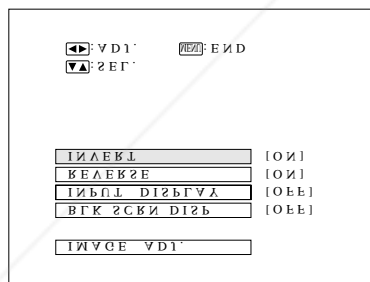 ◄►: ADJ. MENU: END
▼▲: SEL.
INVERT [ON]
REVERSE [ON]
INPUT DISPLAY [OFF]
BLK SCRN DISP [OFF]
IMAGE ADJ.